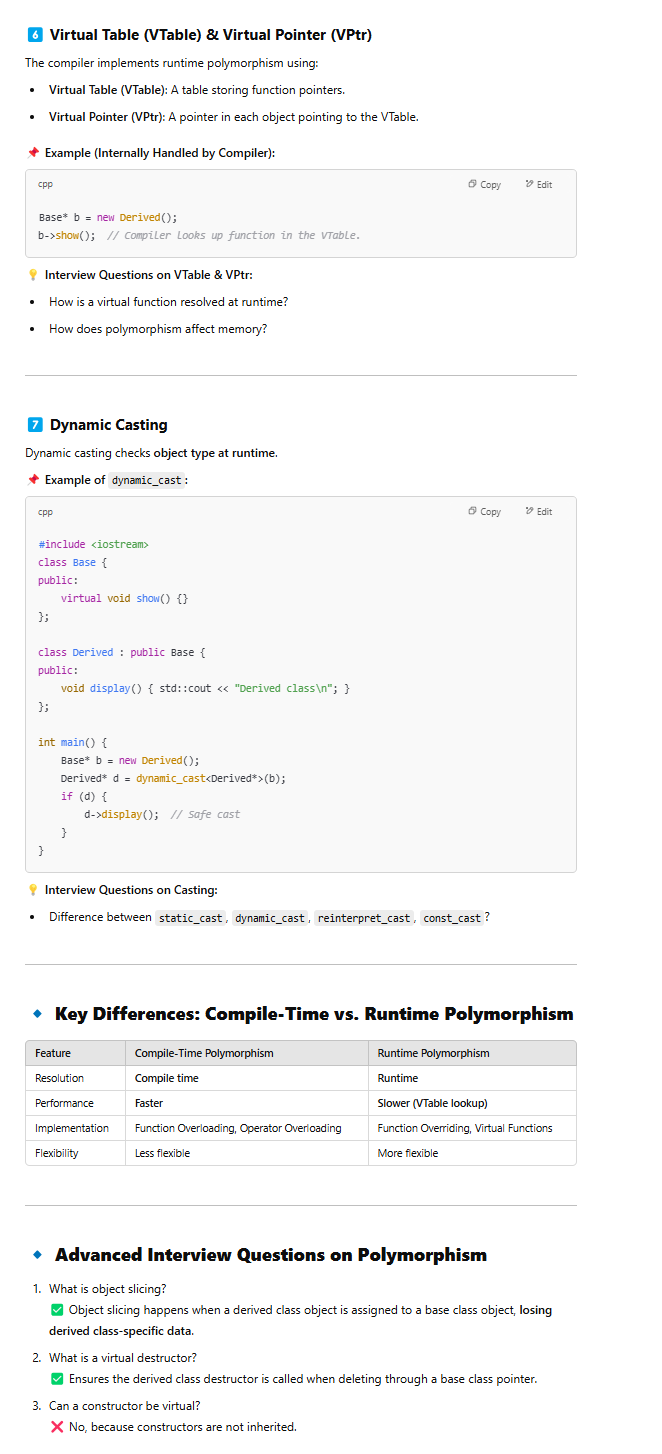 6 Virtual Table (VTable) & Virtual Pointer (VPtr)
The compiler implements runtime polymorphism using:
• Virtual Table (VTable): A table storing function pointers.
• Virtual Pointer (VPtr): A pointer in each object pointing to the VTable.
📌 Example (Internally Handled by Compiler):
cpp Copy Edit
Base* b = new Derived();
b->show();  // Compiler looks up function in the VTable.
💡 Interview Questions on VTable & VPtr:
• How is a virtual function resolved at runtime?
• How does polymorphism affect memory?
7 Dynamic Casting
Dynamic casting checks object type at runtime.
📌 Example of dynamic_cast:
cpp Copy Edit
#include <iostream>
class Base {
public:
    virtual void show() {}
};
class Derived : public Base {
public:
    void display() { std::cout << "Derived class\n"; }
};
int main() {
    Base* b = new Derived();
    Derived* d = dynamic_cast<Derived*>(b);
    if (d) {
        d->display();  // Safe cast
    }
}
💡 Interview Questions on Casting:
• Difference between static_cast, dynamic_cast, reinterpret_cast, const_cast?
🔹 Key Differences: Compile-Time vs. Runtime Polymorphism
Feature Compile-Time Polymorphism Runtime Polymorphism
Resolution Compile time Runtime
Performance Faster Slower (VTable lookup)
Implementation Function Overloading, Operator Overloading Function Overriding, Virtual Functions
Flexibility Less flexible More flexible
🔹 Advanced Interview Questions on Polymorphism
1. What is object slicing?
✅ Object slicing happens when a derived class object is assigned to a base class object, losing
derived class-specific data.
2. What is a virtual destructor?
✅ Ensures the derived class destructor is called when deleting through a base class pointer.
3. Can a constructor be virtual?
❌ No, because constructors are not inherited.